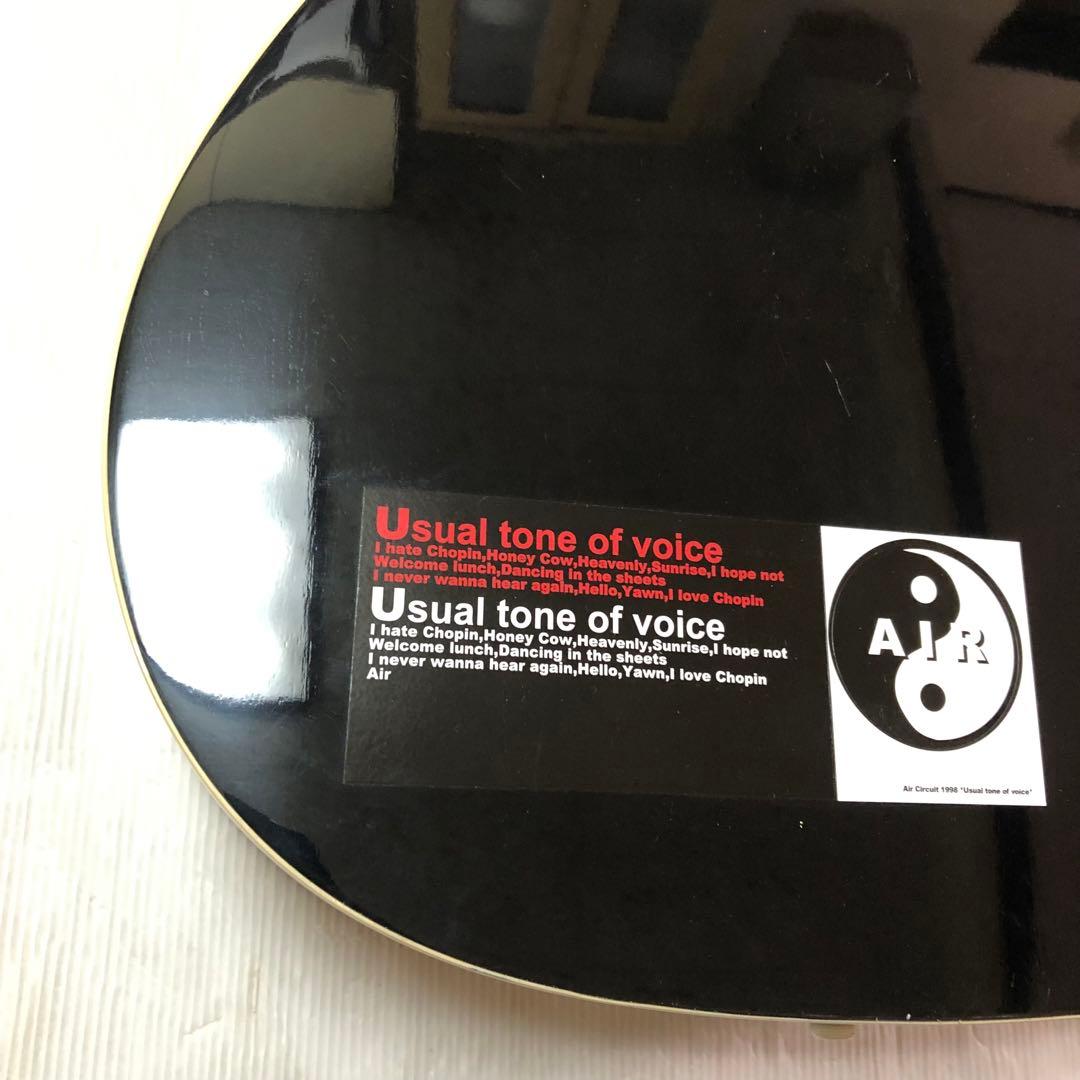 Usual tone of voice
I hate Chopin,Honey Cow,Heavenly,Sunrise,I hope not
Welcome lunch,Dancing in the sheets
I never wanna hear again,Hello,Yawn,I love Chopin
Usual tone of voice
I hate Chopin,Honey Cow,Heavenly,Sunrise,I hope not
Welcome lunch,Dancing in the sheets
I never wanna hear again,Hello,Yawn,I love Chopin
Air
AIR
Air Circuit 1998 "Usual tone of voice"